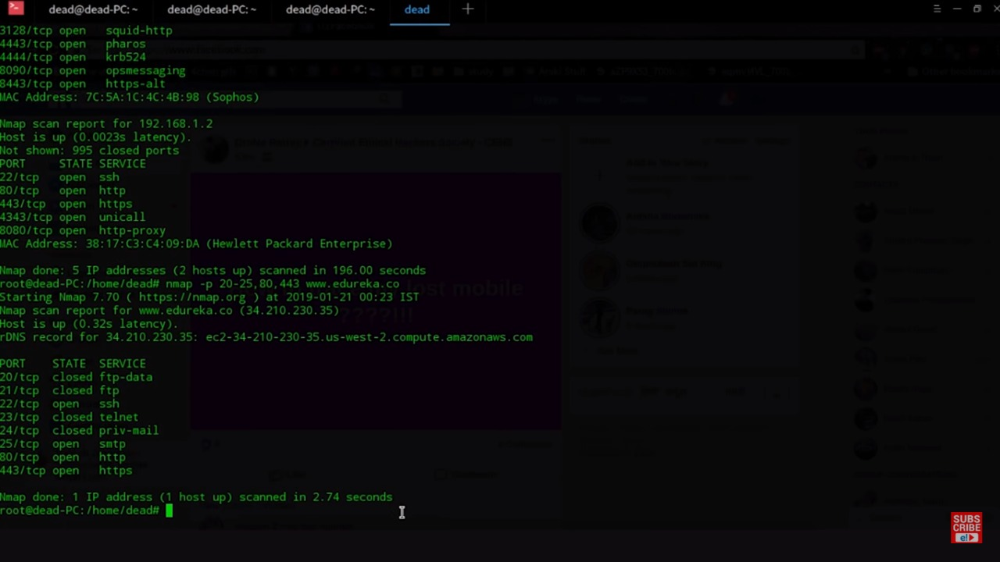 dead@dead-PC: ~ dead@dead-PC: ~ dead@dead-PC: ~ dead
3128/tcp open squid-http
4443/tcp open pharos
4444/tcp open krb524
8090/tcp open opsmessaging
8443/tcp open https-alt
MAC Address: 7C:5A:1C:4C:4B:98 (Sophos)
Nmap scan report for 192.168.1.2
Host is up (0.0023s latency).
Not shown: 995 closed ports
PORT STATE SERVICE
22/tcp open ssh
80/tcp open http
443/tcp open https
4343/tcp open unicall
8080/tcp open http-proxy
MAC Address: 38:17:C3:C4:09:DA (Hewlett Packard Enterprise)
Nmap done: 5 IP addresses (2 hosts up) scanned in 196.00 seconds
root@dead-PC:/home/dead# nmap -p 20-25,80,443 www.edureka.co
Starting Nmap 7.70 ( https://nmap.org ) at 2019-01-21 00:23 IST
Nmap scan report for www.edureka.co (34.210.230.35)
Host is up (0.32s latency).
rDNS record for 34.210.230.35: ec2-34-210-230-35.us-west-2.compute.amazonaws.com
PORT STATE SERVICE
20/tcp closed ftp-data
21/tcp closed ftp
22/tcp open ssh
23/tcp closed telnet
24/tcp closed priv-mail
25/tcp open smtp
80/tcp open http
443/tcp open https
Nmap done: 1 IP address (1 host up) scanned in 2.74 seconds
root@dead-PC:/home/dead#
lost mobile
????!!!
SUBS
CRIBE
e!